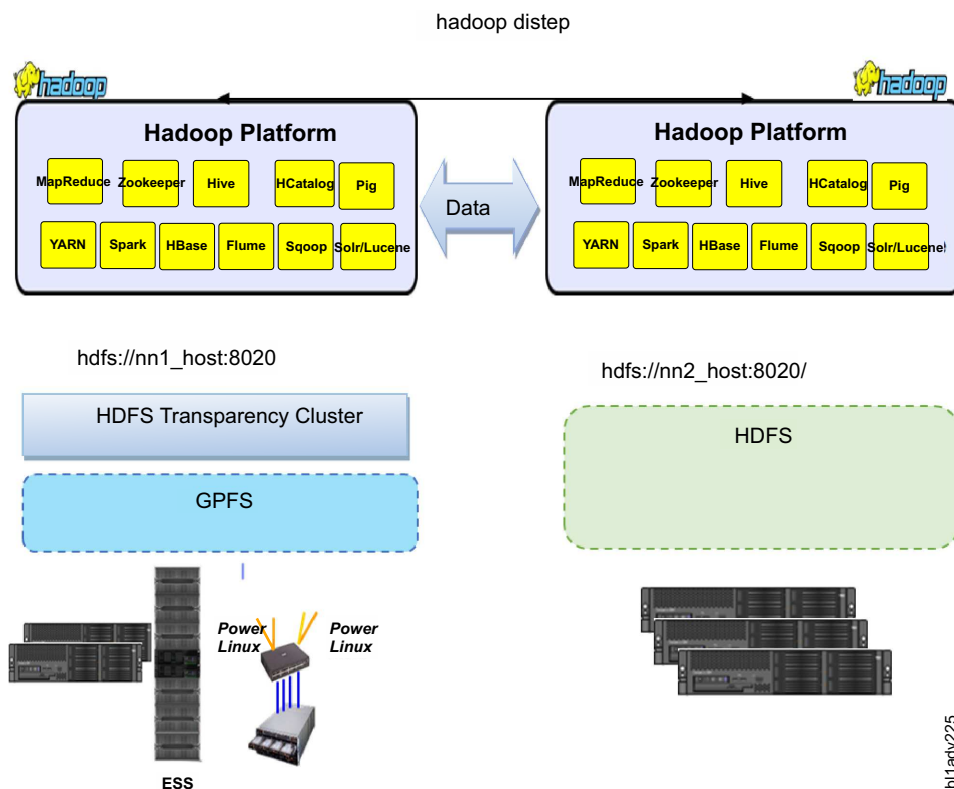 hadoop distep
hadoop
hadoop
Hadoop Platform
MapReduce Zookeeper Hive HCatalog Pig
YARN Spark HBase Flume Sqoop Solr/Lucene
Data
Hadoop Platform
MapReduce Zookeeper Hive HCatalog Pig
YARN Spark HBase Flume Sqoop Solr/Lucene
hdfs://nn1_host:8020
hdfs://nn2_host:8020/
HDFS Transparency Cluster
HDFS
GPFS
Power
Linux
Power
Linux
ESS
bl1adv225